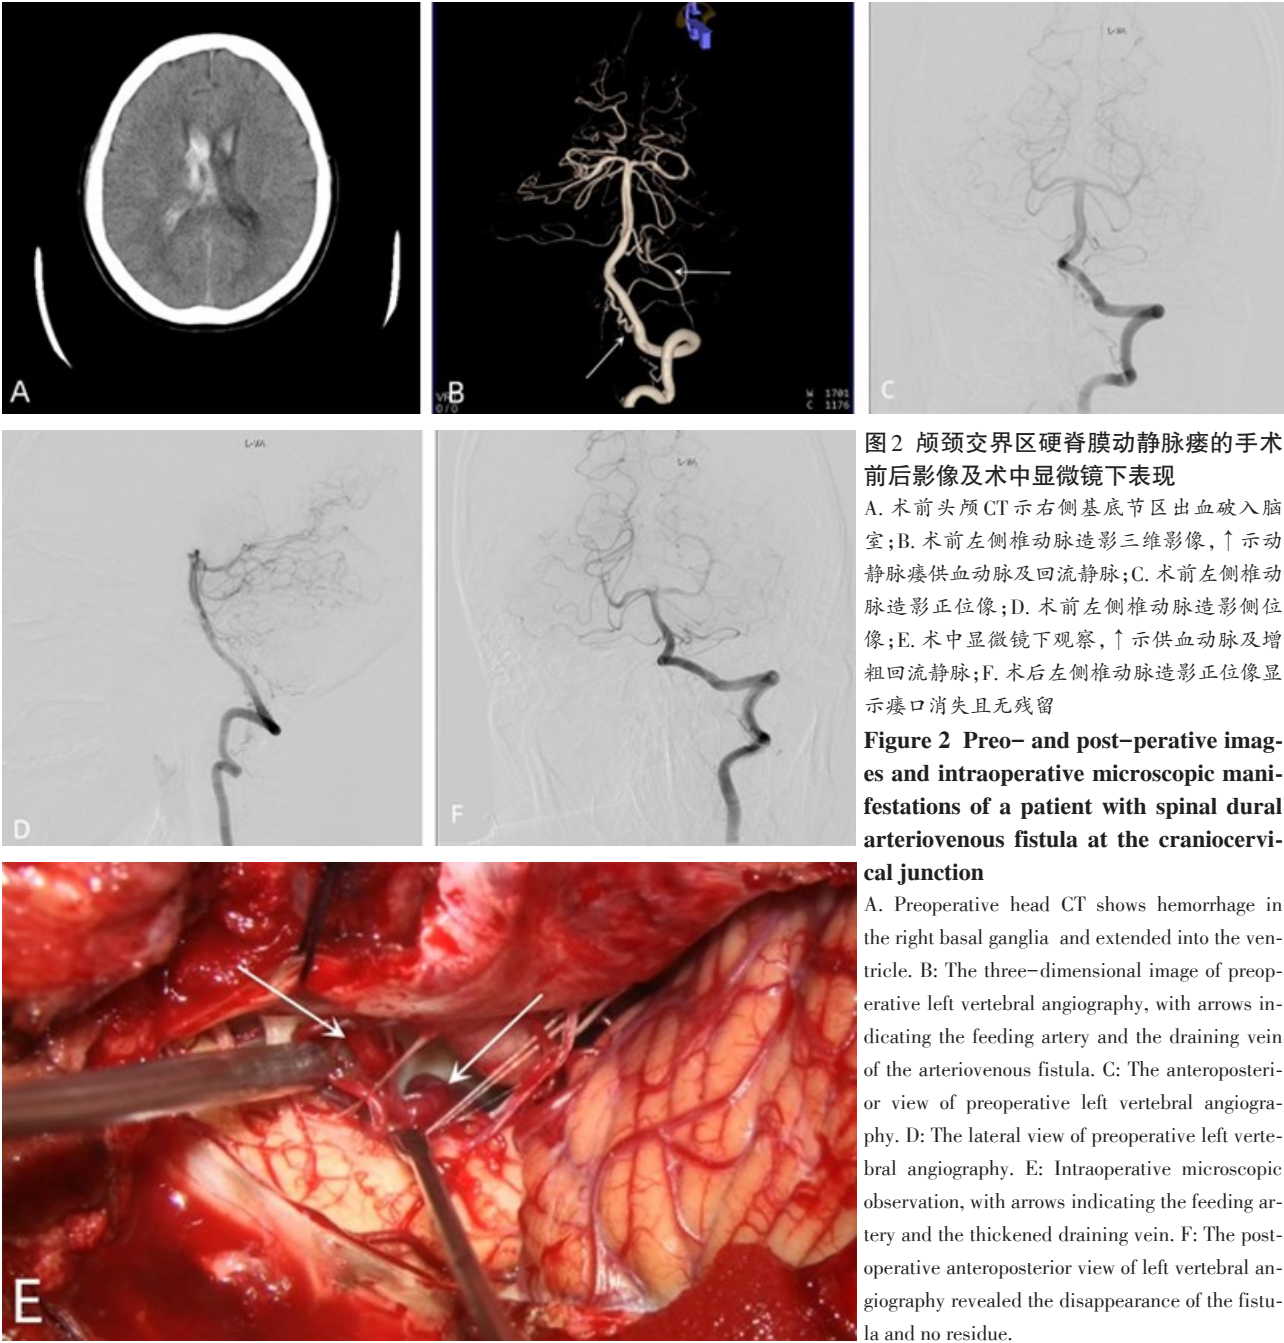 A
VR
0 / 0
B
W 1701
C 1176
L-VA
C
L-VA
D
L-VA
F
E
图2 颅颈交界区硬脊膜动静脉瘘的手术
前后影像及术中显微镜下表现
A. 术前头颅CT示右侧基底节区出血破入脑
室;B. 术前左侧椎动脉造影三维影像,↑示动
静脉瘘供血动脉及回流静脉;C. 术前左侧椎动
脉造影正位像;D. 术前左侧椎动脉造影侧位
像;E. 术中显微镜下观察,↑示供血动脉及增
粗回流静脉;F. 术后左侧椎动脉造影正位像显
示瘘口消失且无残留
Figure 2 Preo- and post-perative imag-
es and intraoperative microscopic mani-
festations of a patient with spinal dural
arteriovenous fistula at the craniocervi-
cal junction
A. Preoperative head CT shows hemorrhage in
the right basal ganglia and extended into the ven-
tricle. B: The three-dimensional image of preop-
erative left vertebral angiography, with arrows in-
dicating the feeding artery and the draining vein
of the arteriovenous fistula. C: The anteroposteri-
or view of preoperative left vertebral angiogra-
phy. D: The lateral view of preoperative left verte-
bral angiography. E: Intraoperative microscopic
observation, with arrows indicating the feeding ar-
tery and the thickened draining vein. F: The post-
operative anteroposterior view of left vertebral an-
giography revealed the disappearance of the fistu-
la and no residue.